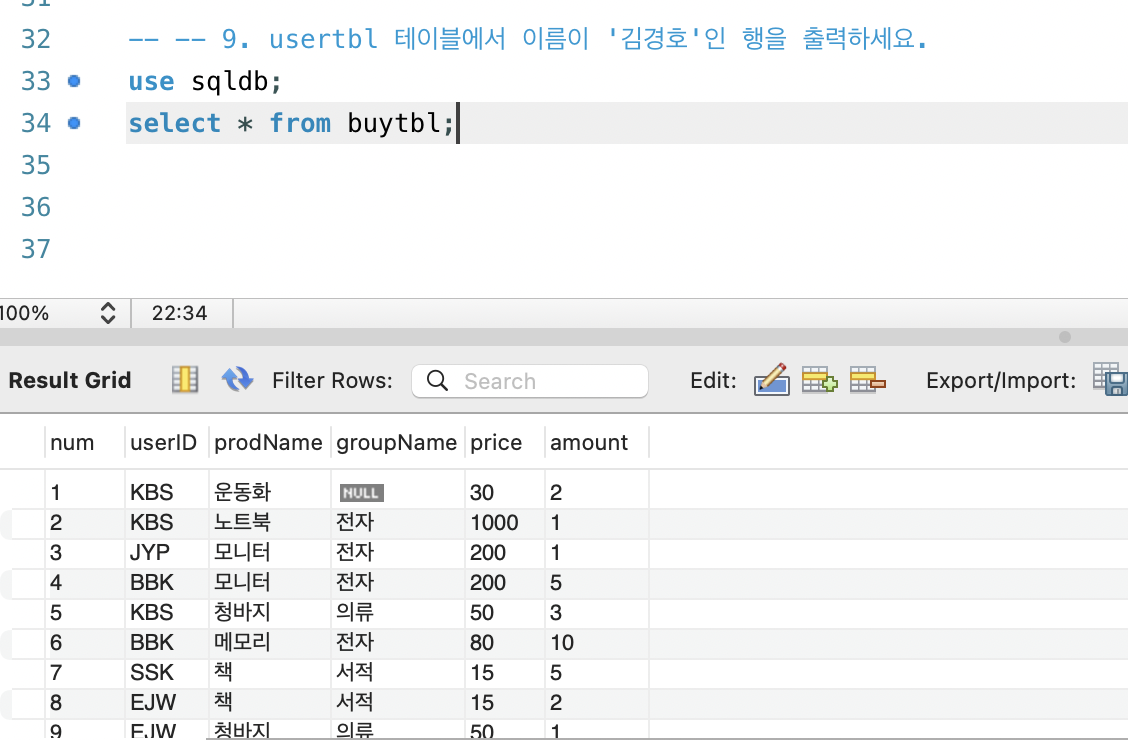 31
32 -- -- 9. usertbl 테이블에서 이름이 '김경호'인 행을 출력하세요.
33 use sqldb;
34 select * from buytbl;
35
36
37
100% 22:34
Result Grid Filter Rows: Search Edit: Export/Import:
num userID prodName groupName price amount
1 KBS 운동화 NULL 30 2
2 KBS 노트북 전자 1000 1
3 JYP 모니터 전자 200 1
4 BBK 모니터 전자 200 5
5 KBS 청바지 의류 50 3
6 BBK 메모리 전자 80 10
7 SSK 책 서적 15 5
8 EJW 책 서적 15 2
9 EJW 청바지 의류 50 1